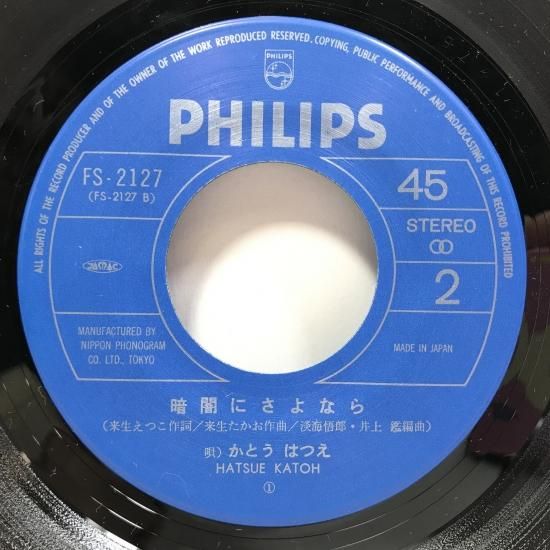 ALL RIGHTS OF THE RECORD PRODUCER AND OF THE OWNER OF THE WORK REPRODUCED RESERVED. COPYING, PUBLIC PERFORMANCE AND BROADCASTING OF THIS RECORD PROHIBITED
PHILIPS
PHILIPS
FS-2127
(FS-2127 B)
45
STEREO
2
JASRAC
MANUFACTURED BY
NIPPON PHONOGRAM
CO. LTD., TOKYO
MADE IN JAPAN
暗闇にさよなら
(来生えつこ作詞/来生たかお作曲/淡海悟郎・井上 鑑編曲)
唄) かとう はつえ
HATSUE KATOH
①